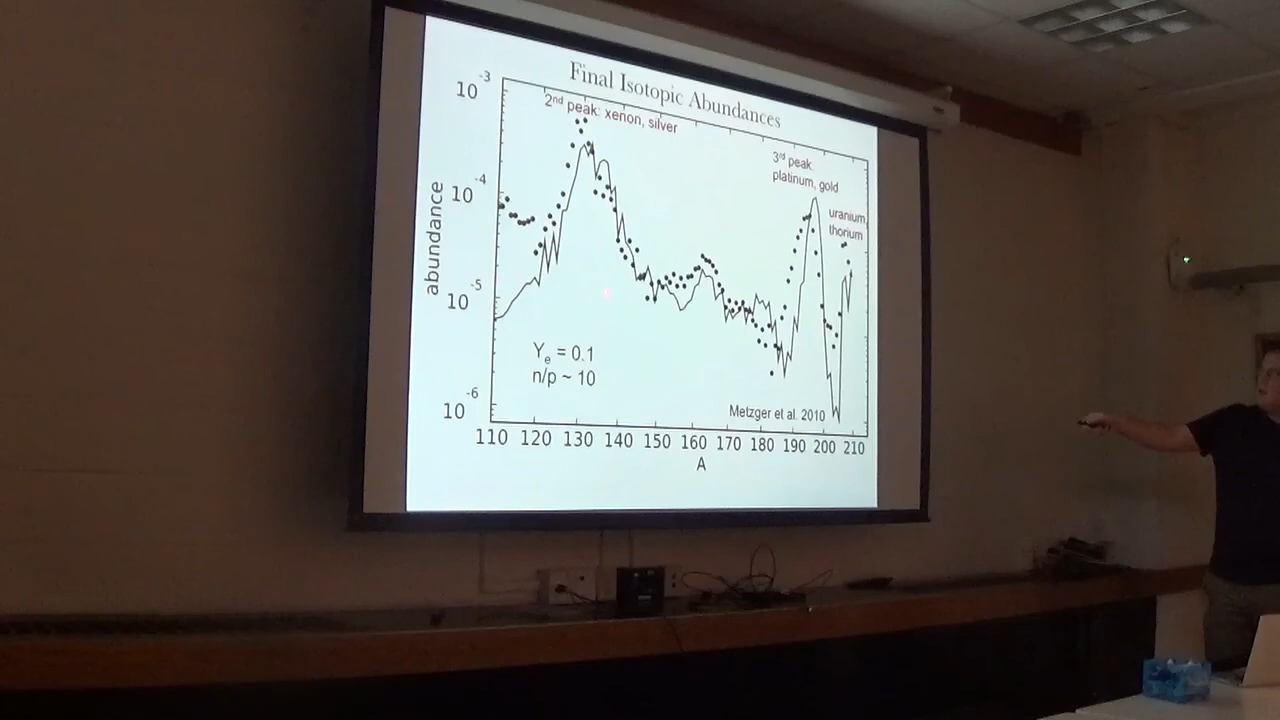 Final Isotopic Abundances
10-3
2nd peak: xenon, silver
3rd peak:
platinum, gold
10-4
uranium,
thorium
abundance
10-5
Ye = 0.1
n/p ~ 10
Metzger et al. 2010
10-6
110 120 130 140 150 160 170 180 190 200 210
A